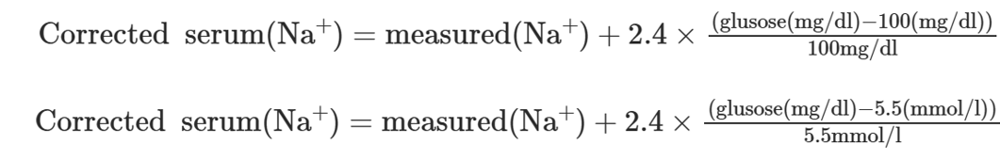 Corrected serum(Na⁺) = measured(Na⁺) + 2.4 × (glusose(mg/dl)−100(mg/dl))/100mg/dl
Corrected serum(Na⁺) = measured(Na⁺) + 2.4 × (glusose(mg/dl)−5.5(mmol/l))/5.5mmol/l